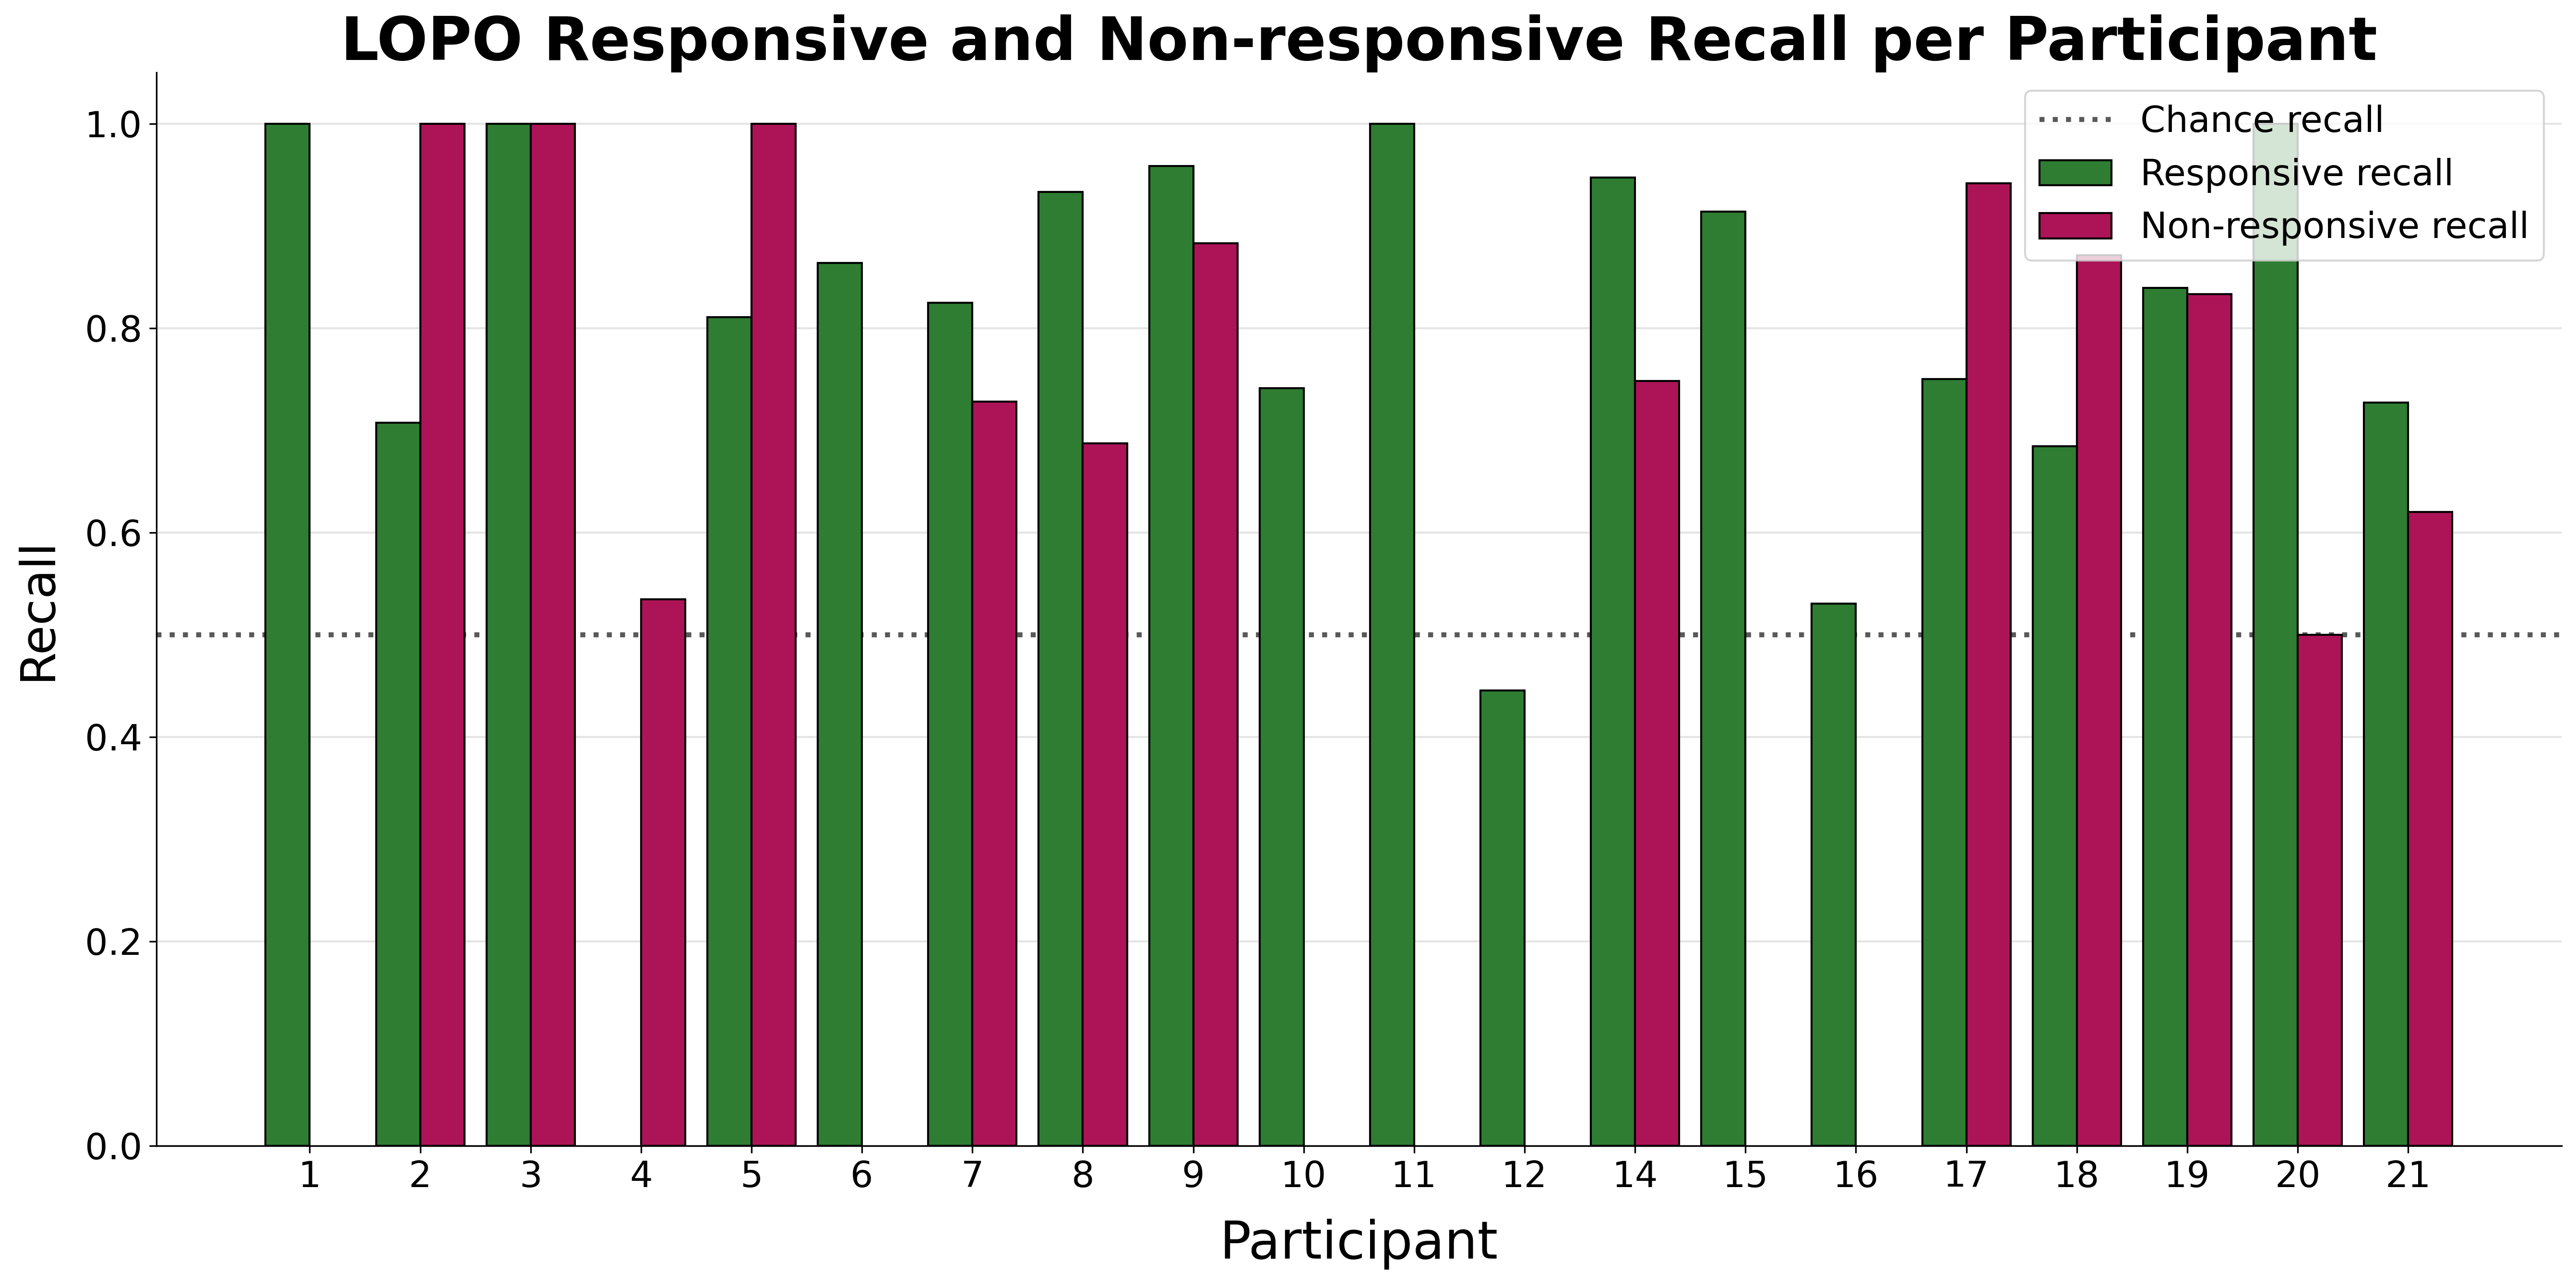 LOPO Responsive and Non-responsive Recall per Participant
Chance recall
Responsive recall
Non-responsive recall
Recall
1.0
0.8
0.6
0.4
0.2
0.0
1 2 3 4 5 6 7 8 9 10 11 12 14 15 16 17 18 19 20 21
Participant